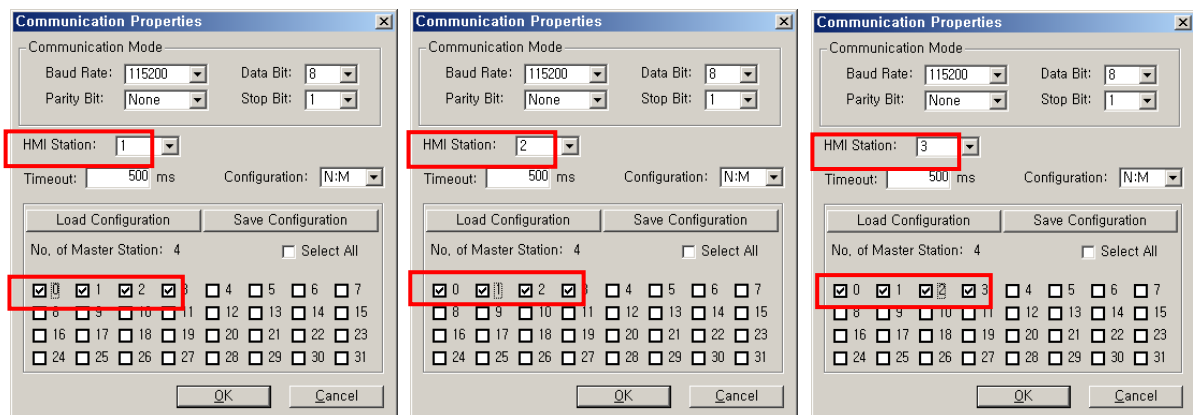 Communication Properties
Communication Mode
Baud Rate: 115200 Data Bit: 8
Parity Bit: None Stop Bit: 1
HMI Station: 1
Timeout: 500 ms Configuration: N:M
Load Configuration Save Configuration
No. of Master Station: 4 Select All
0 1 2 3 4 5 6 7
8 9 10 11 12 13 14 15
16 17 18 19 20 21 22 23
24 25 26 27 28 29 30 31
OK Cancel
Communication Properties
Communication Mode
Baud Rate: 115200 Data Bit: 8
Parity Bit: None Stop Bit: 1
HMI Station: 2
Timeout: 500 ms Configuration: N:M
Load Configuration Save Configuration
No. of Master Station: 4 Select All
0 1 2 3 4 5 6 7
8 9 10 11 12 13 14 15
16 17 18 19 20 21 22 23
24 25 26 27 28 29 30 31
OK Cancel
Communication Properties
Communication Mode
Baud Rate: 115200 Data Bit: 8
Parity Bit: None Stop Bit: 1
HMI Station: 3
Timeout: 500 ms Configuration: N:M
Load Configuration Save Configuration
No. of Master Station: 4 Select All
0 1 2 3 4 5 6 7
8 9 10 11 12 13 14 15
16 17 18 19 20 21 22 23
24 25 26 27 28 29 30 31
OK Cancel